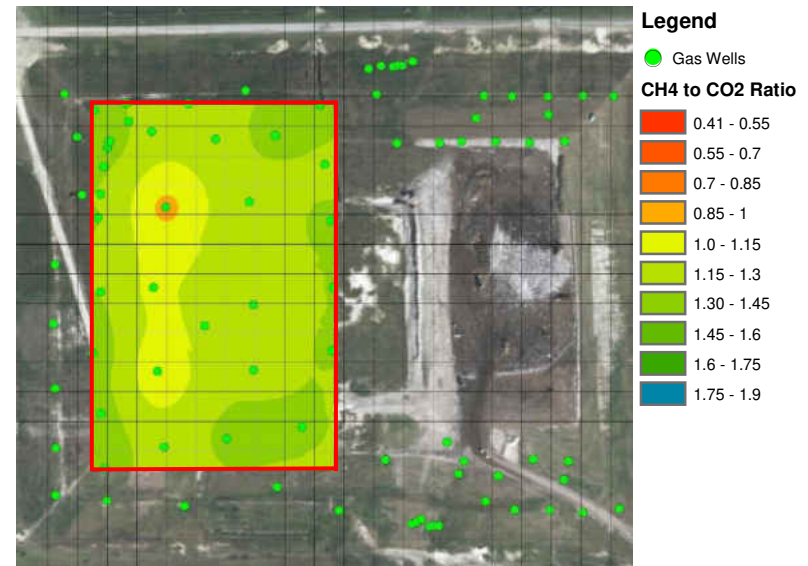 Legend
Gas Wells
CH4 to CO2 Ratio
0.41 - 0.55
0.55 - 0.7
0.7 - 0.85
0.85 - 1
1.0 - 1.15
1.15 - 1.3
1.30 - 1.45
1.45 - 1.6
1.6 - 1.75
1.75 - 1.9